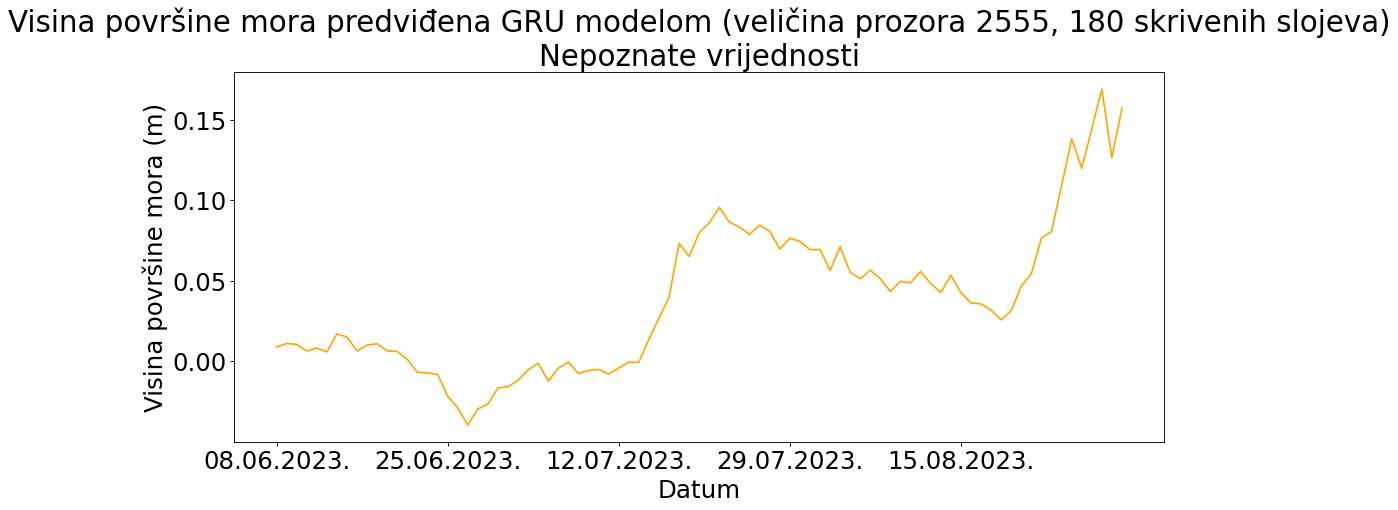 Visina površine mora predviđena GRU modelom (veličina prozora 2555, 180 skrivenih slojeva)
Nepoznate vrijednosti
Visina površine mora (m)
0.15
0.10
0.05
0.00
08.06.2023. 25.06.2023. 12.07.2023. 29.07.2023. 15.08.2023.
Datum